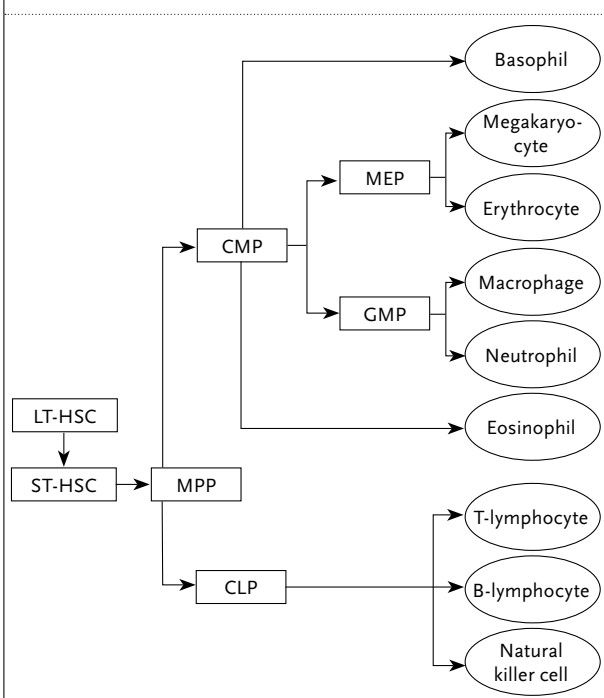 Basophil
Megakaryo-
cyte
MEP
Erythrocyte
CMP
Macrophage
GMP
Neutrophil
LT-HSC
Eosinophil
ST-HSC
MPP
T-lymphocyte
CLP
B-lymphocyte
Natural
killer cell